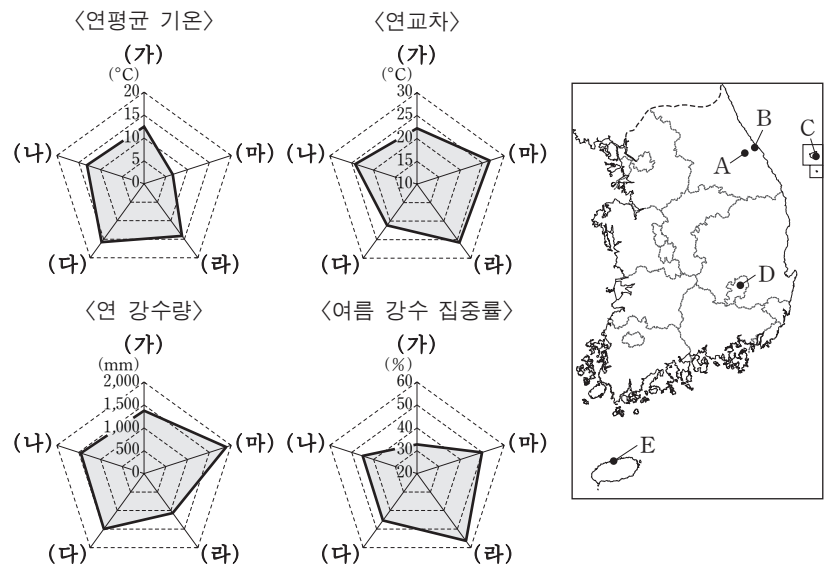 〈연평균 기온〉
(가)
(℃)
20
15
10
5
0
(나)
(마)
(다)
(라)
〈연교차〉
(가)
(℃)
30
25
20
15
10
(나)
(마)
(다)
(라)
〈연 강수량〉
(가)
(mm)
2,000
1,500
1,000
500
0
(나)
(마)
(다)
(라)
〈여름 강수 집중률〉
(가)
(%)
60
50
40
30
20
(나)
(마)
(다)
(라)
A
B
C
D
E